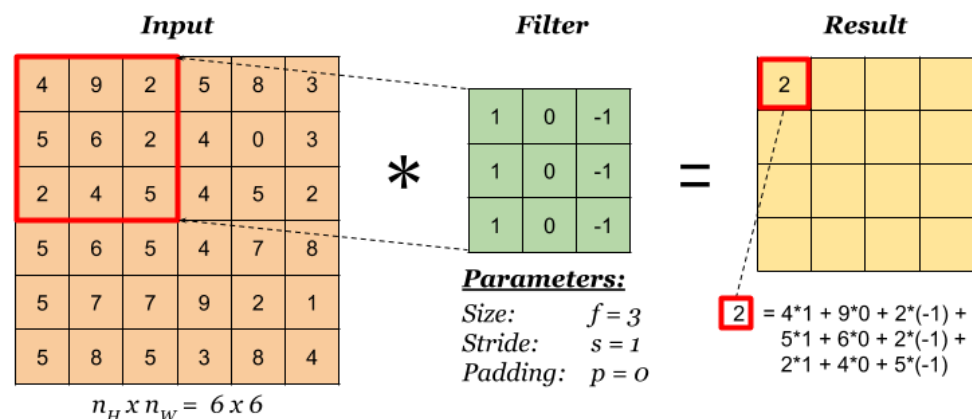 Input Filter Result
4 9 2 5 8 3
5 6 2 4 0 3
2 4 5 4 5 2
5 6 5 4 7 8
5 7 7 9 2 1
5 8 5 3 8 4
n_H x n_W = 6 x 6
*
1 0 -1
1 0 -1
1 0 -1
Parameters:
Size: f = 3
Stride: s = 1
Padding: p = 0
=
2
2 = 4*1 + 9*0 + 2*(-1) +
5*1 + 6*0 + 2*(-1) +
2*1 + 4*0 + 5*(-1)